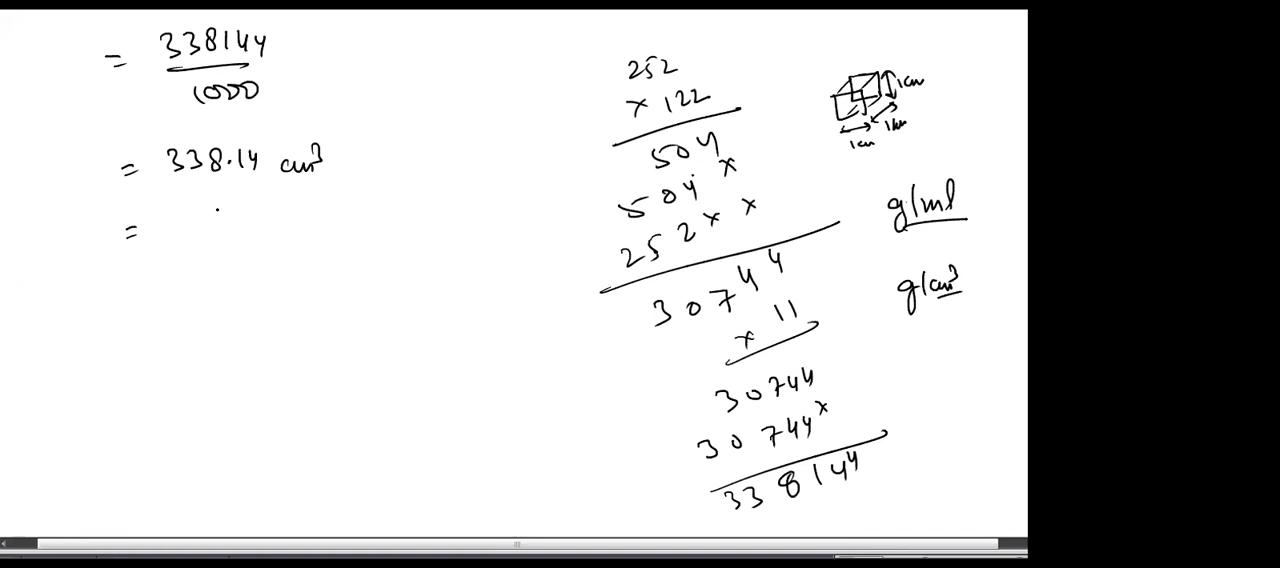 = 338144
1000
= 338.14 cm³
=
252
× 122
504
504 ×
252 × ×
30744
× 11
30744
30744 ×
338144
1cm
1cm
1cm
g/ml
g/cm³